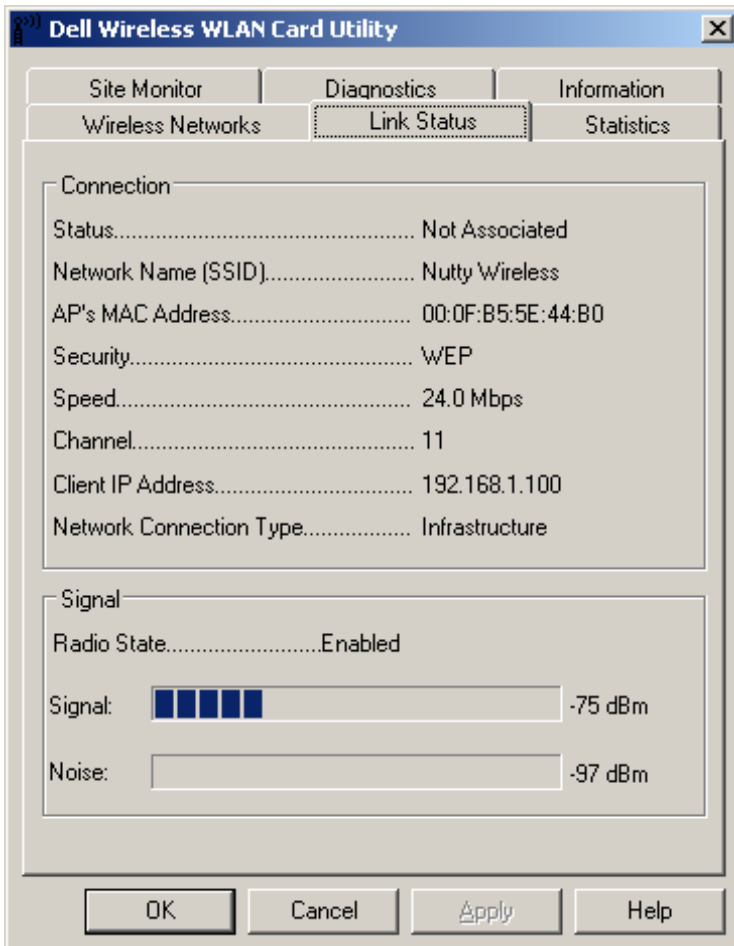 Dell Wireless WLAN Card Utility
Site Monitor Diagnostics Information
Wireless Networks Link Status Statistics
Connection
Status.......................................... Not Associated
Network Name (SSID)..................... Nutty Wireless
AP's MAC Address......................... 00:0F:B5:5E:44:B0
Security....................................... WEP
Speed.......................................... 24.0 Mbps
Channel....................................... 11
Client IP Address........................... 192.168.1.100
Network Connection Type................ Infrastructure
Signal
Radio State.........................Enabled
Signal: -75 dBm
Noise: -97 dBm
OK Cancel Apply Help